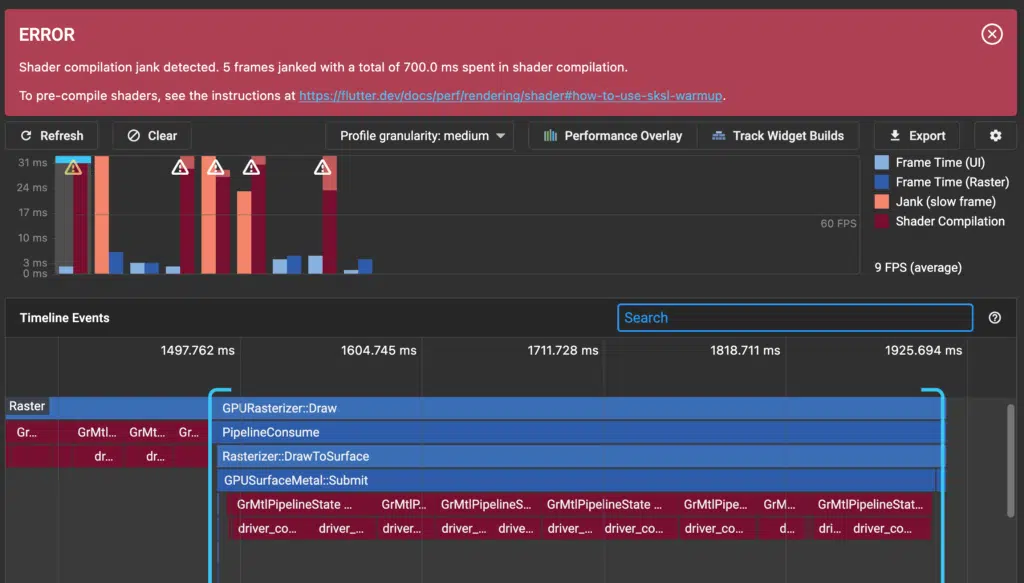 ERROR
Shader compilation jank detected. 5 frames janked with a total of 700.0 ms spent in shader compilation.
To pre-compile shaders, see the instructions at https://flutter.dev/docs/perf/rendering/shader#how-to-use-sksl-warmup.
Refresh Clear Profile granularity: medium Performance Overlay Track Widget Builds Export
31 ms
24 ms
17 ms
10 ms
3 ms
0 ms
60 FPS
Frame Time (UI)
Frame Time (Raster)
Jank (slow frame)
Shader Compilation
9 FPS (average)
Timeline Events Search
1497.762 ms 1604.745 ms 1711.728 ms 1818.711 ms 1925.694 ms
Raster GPURasterizer::Draw
Gr... GrMtl... GrMt... Gr... PipelineConsume
dr... dr... Rasterizer::DrawToSurface
GPUSurfaceMetal::Submit
GrMtlPipelineState ... GrMtlP... GrMtlPipelineS... GrMtlPipelineState ... GrMtlPipe... GrM... GrMtlPipelineStat...
driver_co... driver_... driver... driver_... drive... driver_... driver_co... driver_co... d... dri... driver_co...